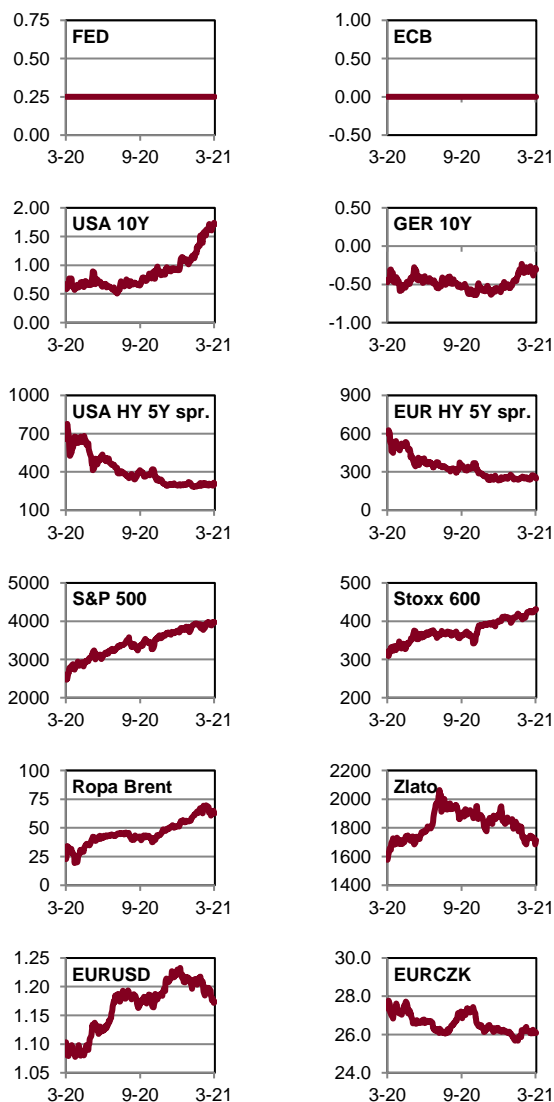 0.75
FED
0.50
0.25
0.00
3-20 9-20 3-21
1.00
ECB
0.50
0.00
-0.50
3-20 9-20 3-21
2.00
USA 10Y
1.50
1.00
0.50
0.00
3-20 9-20 3-21
0.50
GER 10Y
0.00
-0.50
-1.00
3-20 9-20 3-21
1000
USA HY 5Y spr.
700
400
100
3-20 9-20 3-21
900
EUR HY 5Y spr.
600
300
0
3-20 9-20 3-21
5000
S&P 500
4000
3000
2000
3-20 9-20 3-21
500
Stoxx 600
400
300
200
3-20 9-20 3-21
100
Ropa Brent
75
50
25
0
3-20 9-20 3-21
2200
Zlato
2000
1800
1600
1400
3-20 9-20 3-21
1.25
EURUSD
1.20
1.15
1.10
1.05
3-20 9-20 3-21
30.0
EURCZK
28.0
26.0
24.0
3-20 9-20 3-21